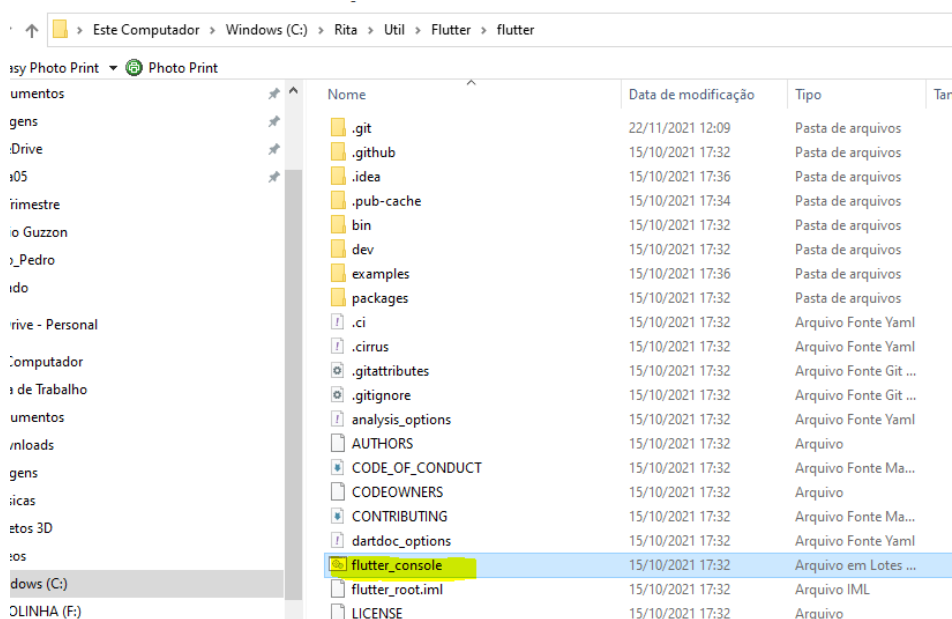 Este Computador > Windows (C:) > Rita > Util > Flutter > flutter
asy Photo Print Photo Print
Nome Data de modificação Tipo Tar
umentos
.git 22/11/2021 12:09 Pasta de arquivos
gens
.github 15/10/2021 17:32 Pasta de arquivos
Drive
.idea 15/10/2021 17:36 Pasta de arquivos
a05
.pub-cache 15/10/2021 17:34 Pasta de arquivos
rimestre
bin 15/10/2021 17:32 Pasta de arquivos
io Guzzon
dev 15/10/2021 17:32 Pasta de arquivos
o_Pedro
examples 15/10/2021 17:36 Pasta de arquivos
ado
packages 15/10/2021 17:32 Pasta de arquivos
rive - Personal
.ci 15/10/2021 17:32 Arquivo Fonte Yaml
.cirrus 15/10/2021 17:32 Arquivo Fonte Yaml
Computador
.gitattributes 15/10/2021 17:32 Arquivo Fonte Git ...
a de Trabalho
.gitignore 15/10/2021 17:32 Arquivo Fonte Git ...
umentos
analysis_options 15/10/2021 17:32 Arquivo Fonte Yaml
wnloads
AUTHORS 15/10/2021 17:32 Arquivo
gens
CODE_OF_CONDUCT 15/10/2021 17:32 Arquivo Fonte Ma...
sicas
CODEOWNERS 15/10/2021 17:32 Arquivo
etos 3D
CONTRIBUTING 15/10/2021 17:32 Arquivo Fonte Ma...
eos
dartdoc_options 15/10/2021 17:32 Arquivo Fonte Yaml
dows (C:)
flutter_console 15/10/2021 17:32 Arquivo em Lotes ...
flutter_root.iml 15/10/2021 17:32 Arquivo IML
OLINHA (F:)
LICENSE 15/10/2021 17:32 Arquivo